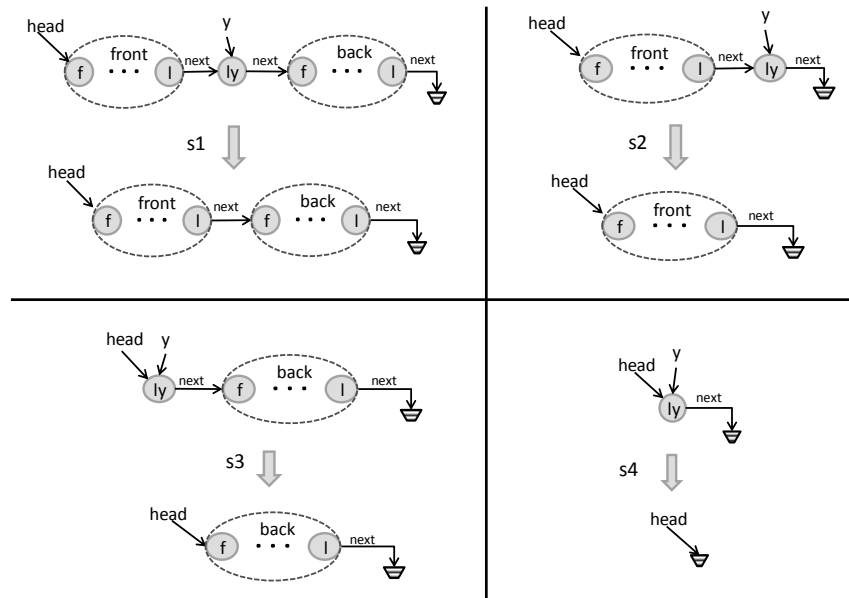 head
front
next
y
next
back
next
f
• • •
l
ly
f
• • •
l
s1
head
front
next
back
next
f
• • •
l
f
• • •
l
y
head
front
next
next
f
• • •
l
ly
s2
head
front
next
f
• • •
l
head
y
back
next
next
ly
f
• • •
l
s3
head
back
next
f
• • •
l
y
head
next
ly
s4
head